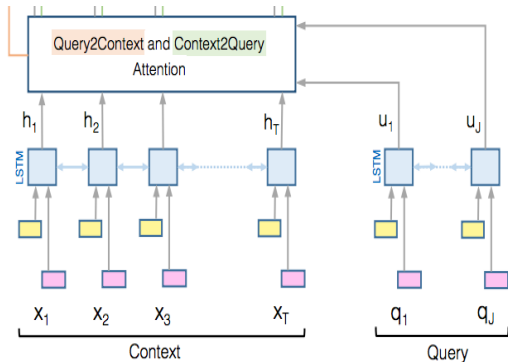 Query2Context and Context2Query
Attention
h1 h2 hT u1 uJ
LSTM LSTM
x1 x2 x3 xT q1 qJ
Context Query